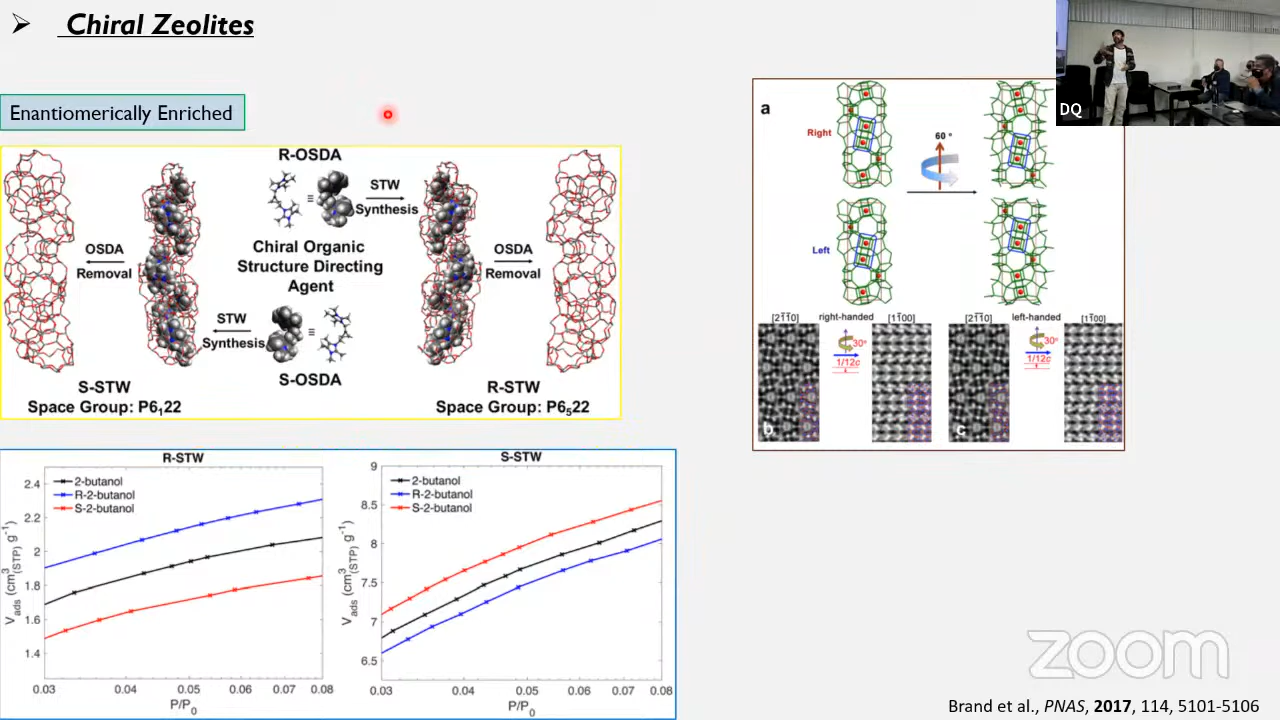 ➢ Chiral Zeolites
Enantiomerically Enriched
R-OSDA
STW
Synthesis
OSDA
Removal
Chiral Organic
Structure Directing
Agent
OSDA
Removal
STW
Synthesis
S-OSDA
S-STW
Space Group: P6₁22
R-STW
Space Group: P6₅22
a
Right
60 °
Left
[2110]
right-handed
[1100]
[2110]
left-handed
[1100]
30°
1/12c
30°
1/12c
b
c
DQ
R-STW
2-butanol
R-2-butanol
S-2-butanol
2.4
2.2
2
1.8
1.6
1.4
V_ads (cm³(STP) g⁻¹)
0.03 0.04 0.05 0.06 0.07 0.08
P/P₀
S-STW
2-butanol
R-2-butanol
S-2-butanol
9
8.5
8
7.5
7
6.5
V_ads (cm³(STP) g⁻¹)
0.03 0.04 0.05 0.06 0.07 0.08
P/P₀
zoom
Brand et al., PNAS, 2017, 114, 5101-5106